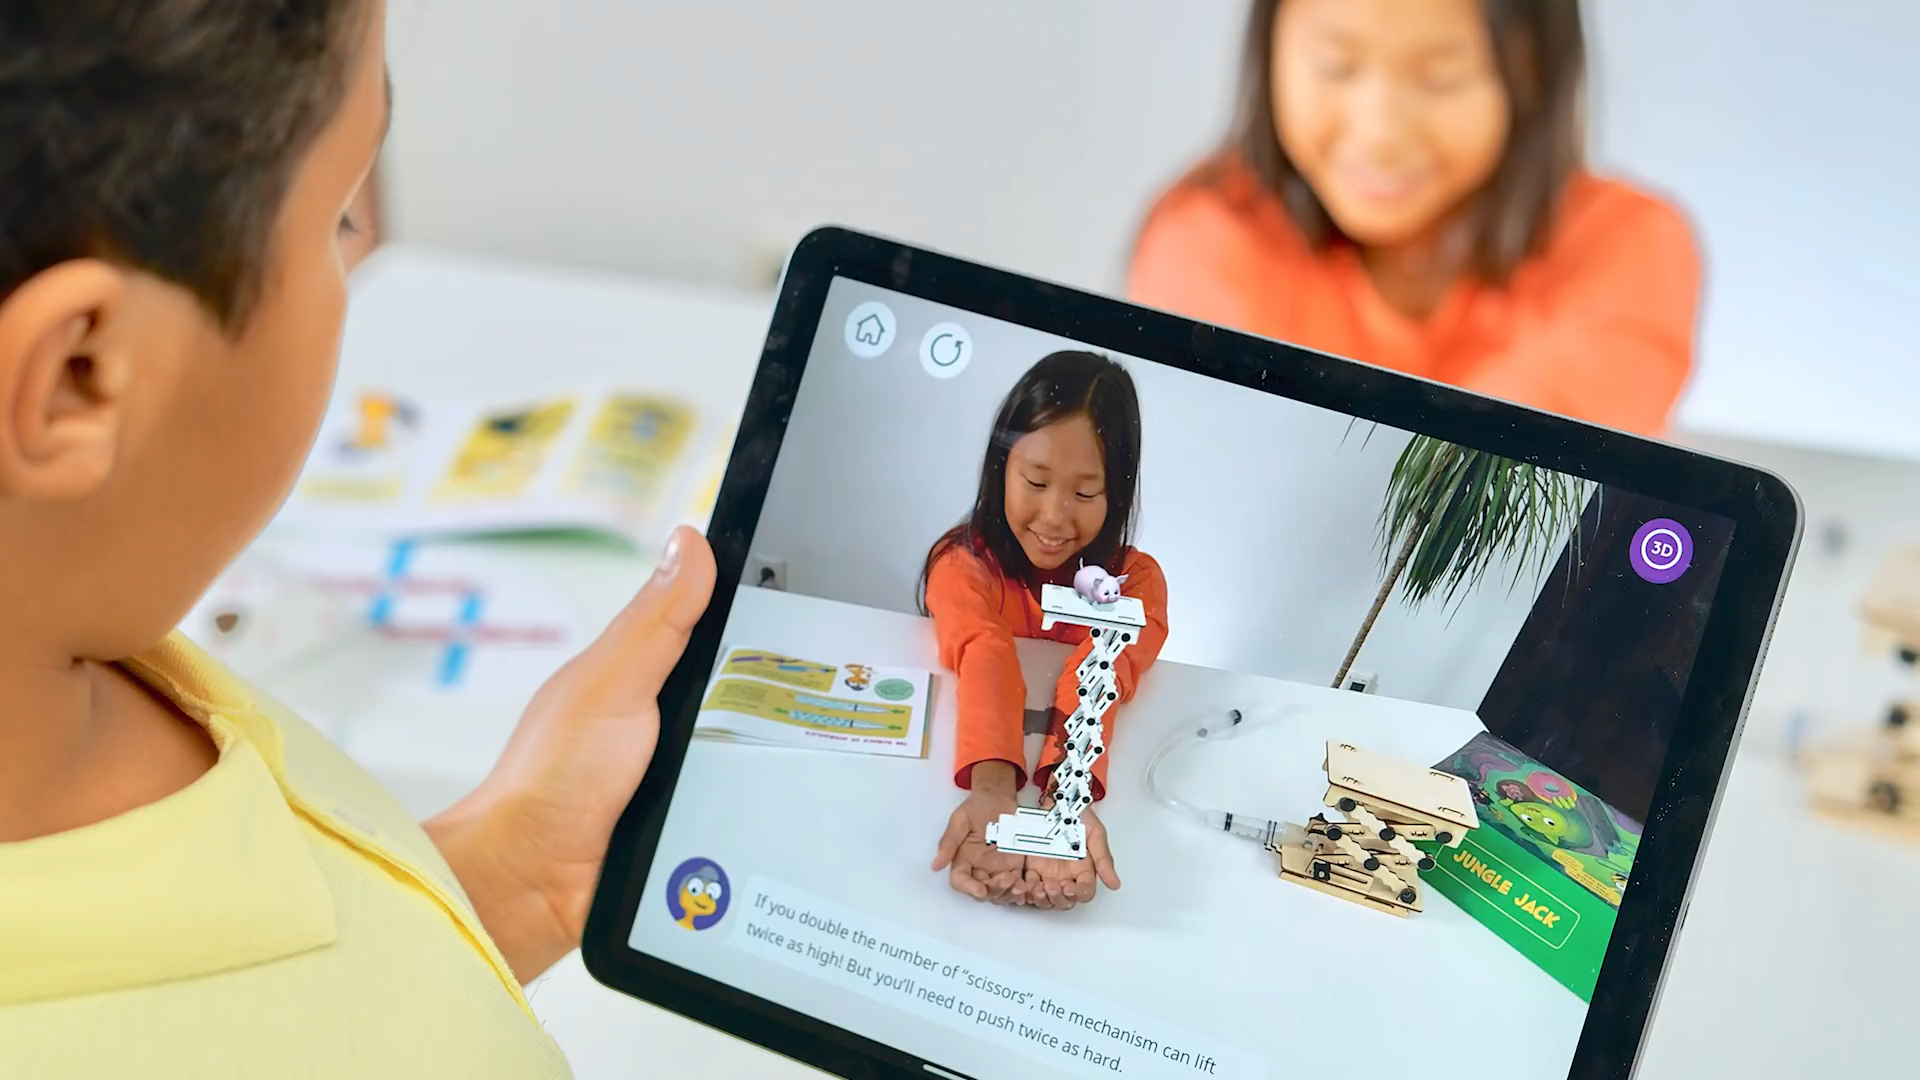 3D
JUNGLE JACK
If you double the number of “scissors”, the mechanism can lift
twice as high! But you’ll need to push twice as hard.